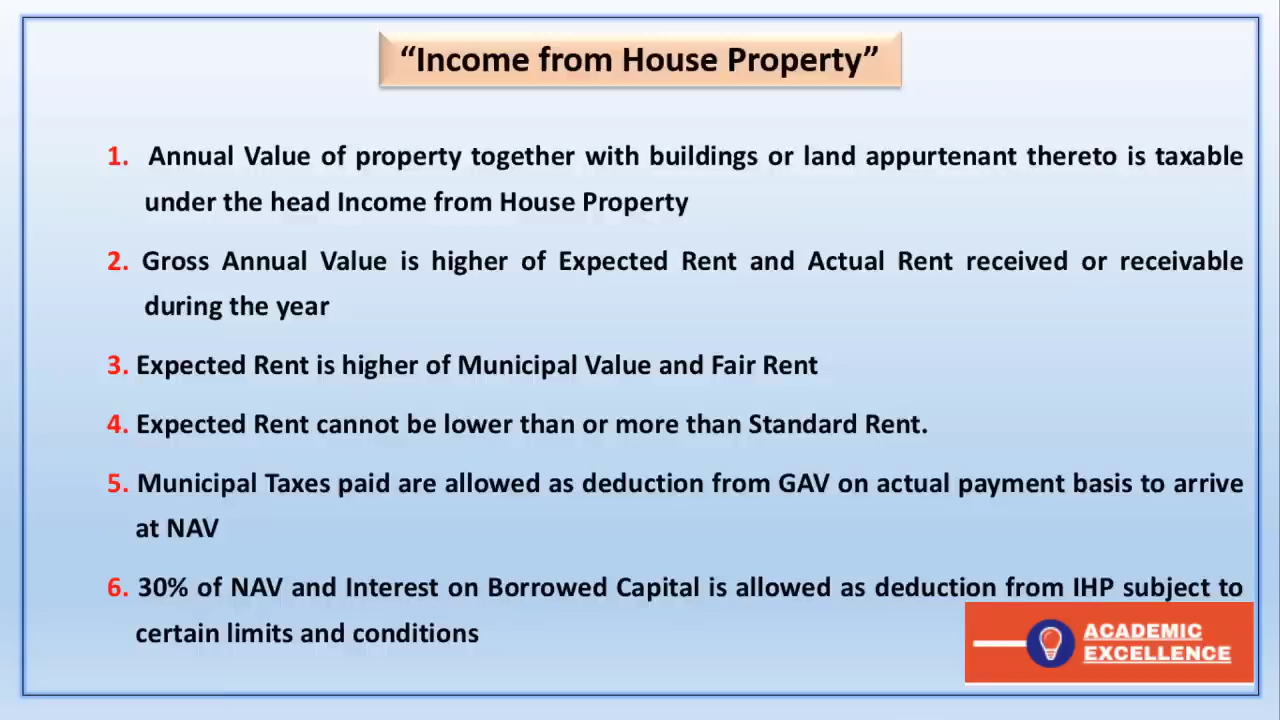 “Income from House Property”
1. Annual Value of property together with buildings or land appurtenant thereto is taxable
under the head Income from House Property
2. Gross Annual Value is higher of Expected Rent and Actual Rent received or receivable
during the year
3. Expected Rent is higher of Municipal Value and Fair Rent
4. Expected Rent cannot be lower than or more than Standard Rent.
5. Municipal Taxes paid are allowed as deduction from GAV on actual payment basis to arrive
at NAV
6. 30% of NAV and Interest on Borrowed Capital is allowed as deduction from IHP subject to
certain limits and conditions
ACADEMIC
EXCELLENCE